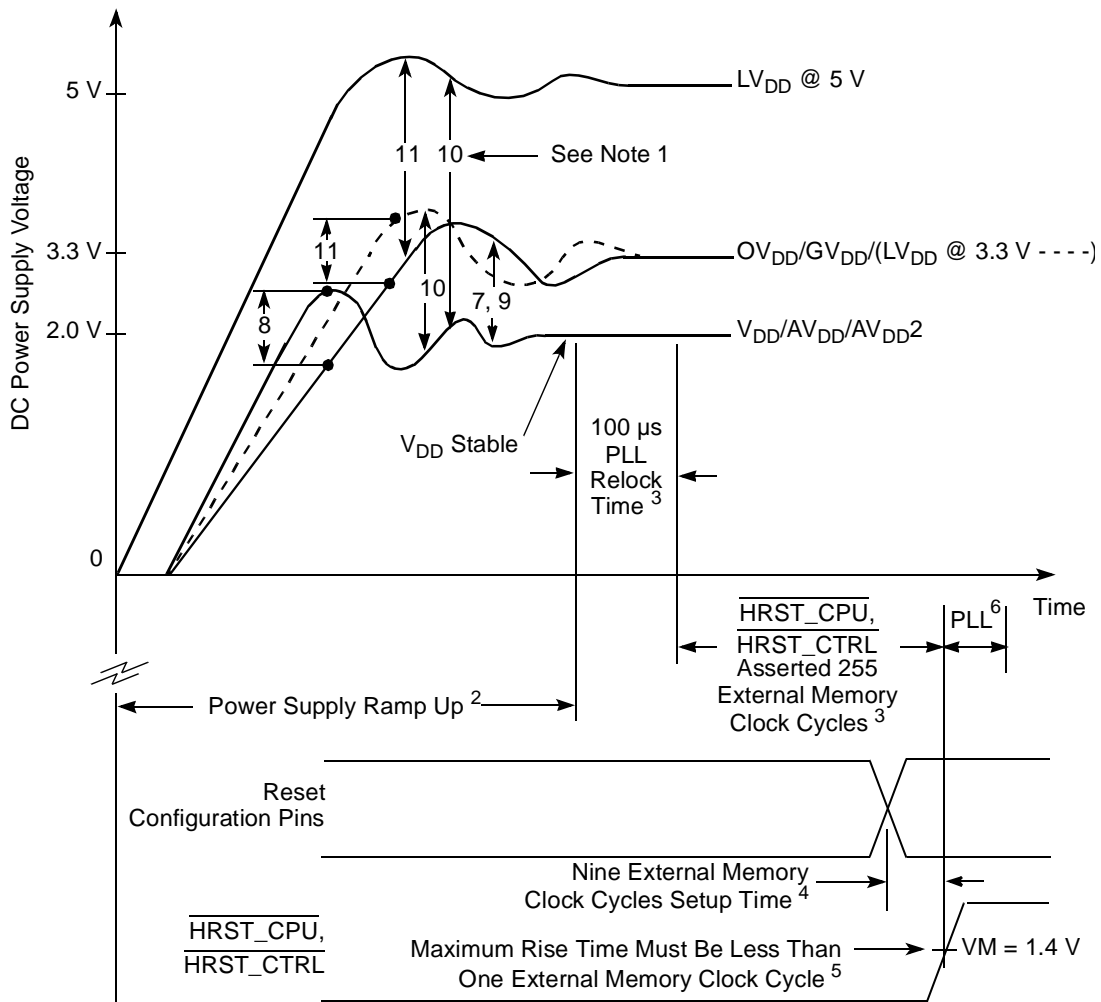 DC Power Supply Voltage
5 V
3.3 V
2.0 V
0
LVDD @ 5 V
11
10
See Note 1
11
10
7, 9
8
OVDD/GVDD/(LVDD @ 3.3 V - - - -)
VDD/AVDD/AVDD2
VDD Stable
100 µs
PLL
Relock
Time 3
Time
HRST_CPU,
HRST_CTRL
Asserted 255
External Memory
Clock Cycles 3
PLL6
Power Supply Ramp Up 2
Reset
Configuration Pins
Nine External Memory
Clock Cycles Setup Time 4
HRST_CPU,
HRST_CTRL
Maximum Rise Time Must Be Less Than
One External Memory Clock Cycle 5
VM = 1.4 V